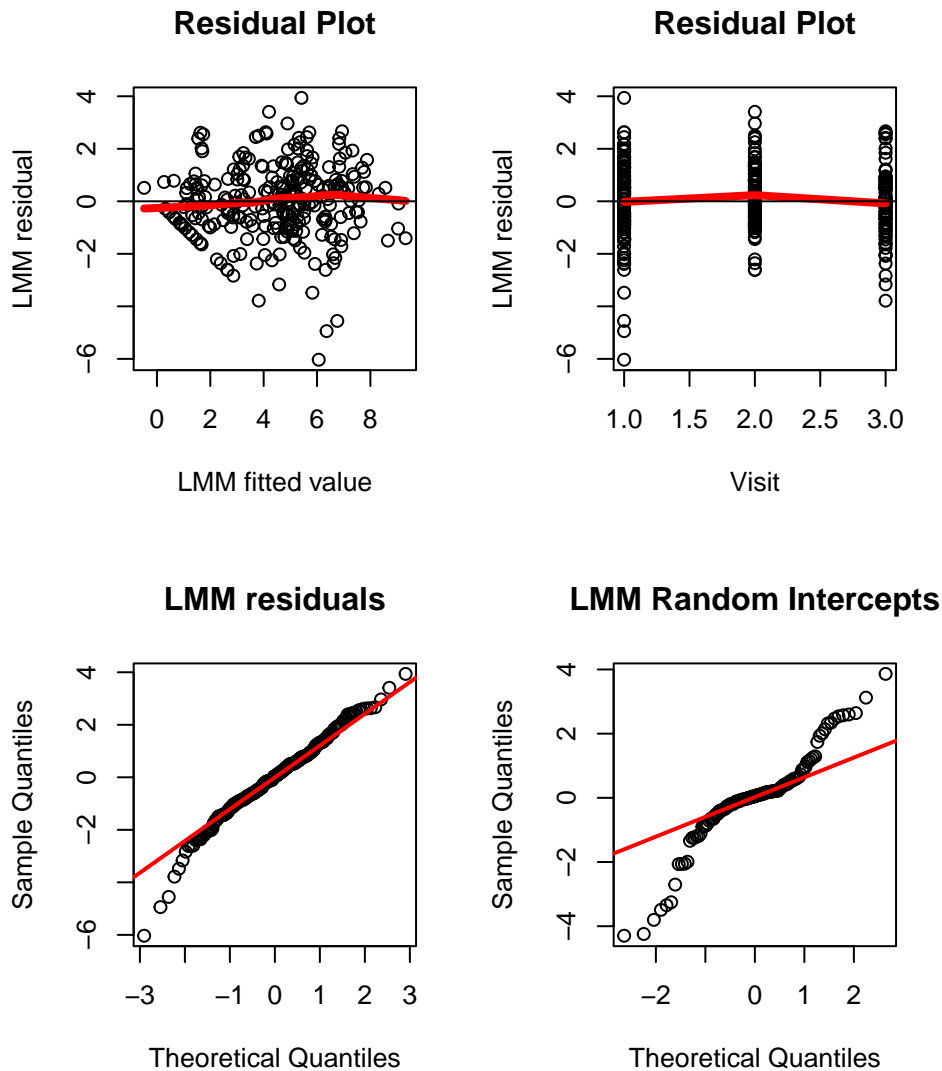 Residual Plot
LMM residual
4
2
0
−2
−6
0 2 4 6 8
LMM fitted value
Residual Plot
LMM residual
4
2
0
−2
−6
1.0 1.5 2.0 2.5 3.0
Visit
LMM residuals
Sample Quantiles
4
2
0
−2
−6
−3 −1 0 1 2 3
Theoretical Quantiles
LMM Random Intercepts
Sample Quantiles
4
2
0
−2
−4
−2 0 2
Theoretical Quantiles